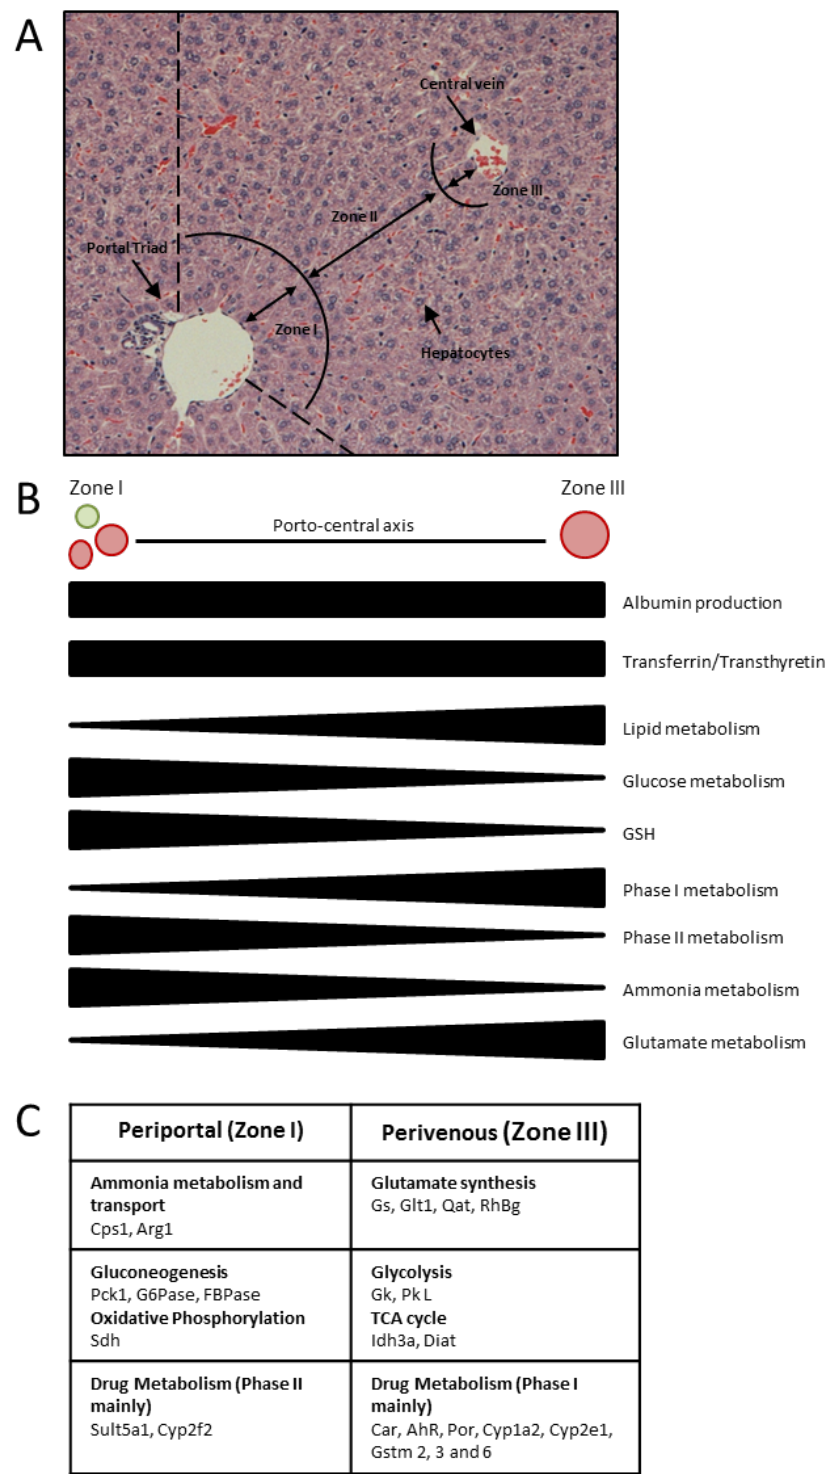 A
Central vein
Zone III
Zone II
Portal Triad
Zone I
Hepatocytes
B
Zone I
Zone III
Porto-central axis
Albumin production
Transferrin/Transthyretin
Lipid metabolism
Glucose metabolism
GSH
Phase I metabolism
Phase II metabolism
Ammonia metabolism
Glutamate metabolism
C
Periportal (Zone I)
Perivenous (Zone III)
Ammonia metabolism and
transport
Cps1, Arg1
Glutamate synthesis
Gs, Glt1, Qat, RhBg
Gluconeogenesis
Pck1, G6Pase, FBPase
Oxidative Phosphorylation
Sdh
Glycolysis
Gk, Pk L
TCA cycle
Idh3a, Diat
Drug Metabolism (Phase II
mainly)
Sult5a1, Cyp2f2
Drug Metabolism (Phase I
mainly)
Car, AhR, Por, Cyp1a2, Cyp2e1,
Gstm 2, 3 and 6